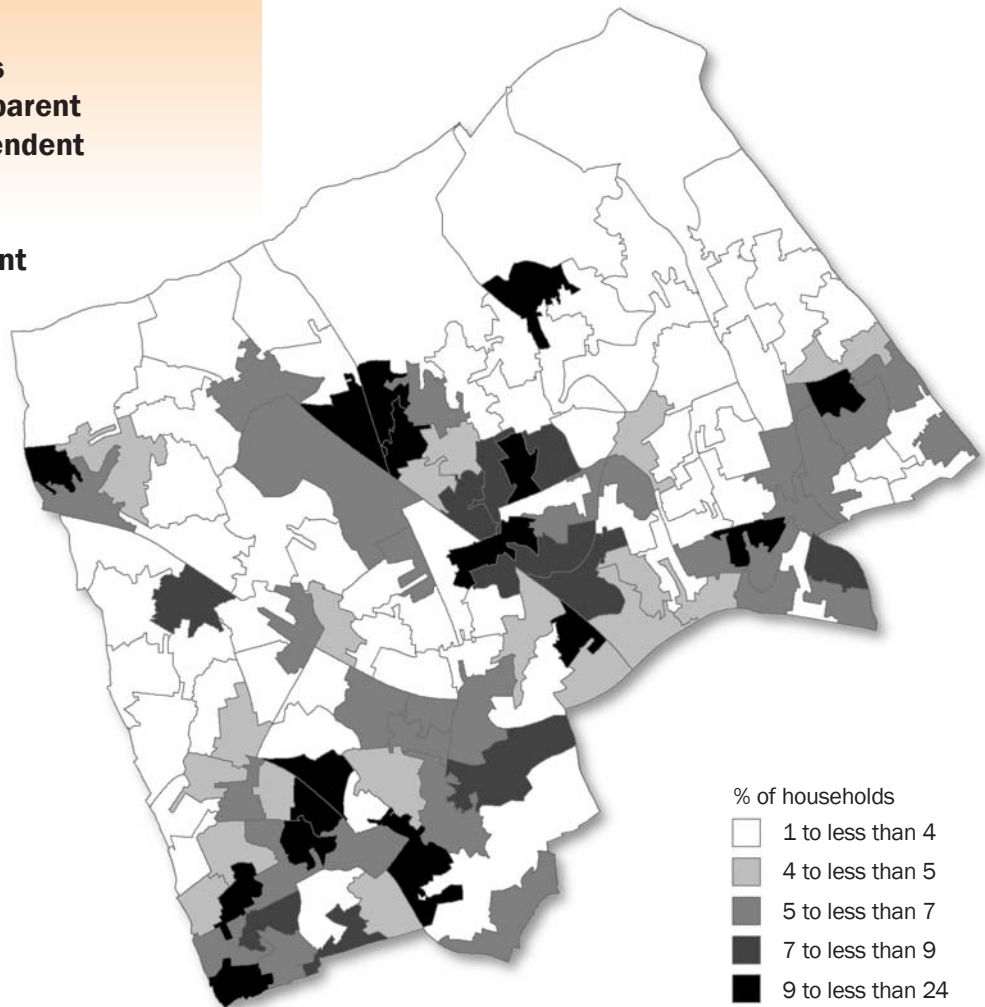 s
parent
endent
nt
% of households
1 to less than 4
4 to less than 5
5 to less than 7
7 to less than 9
9 to less than 24